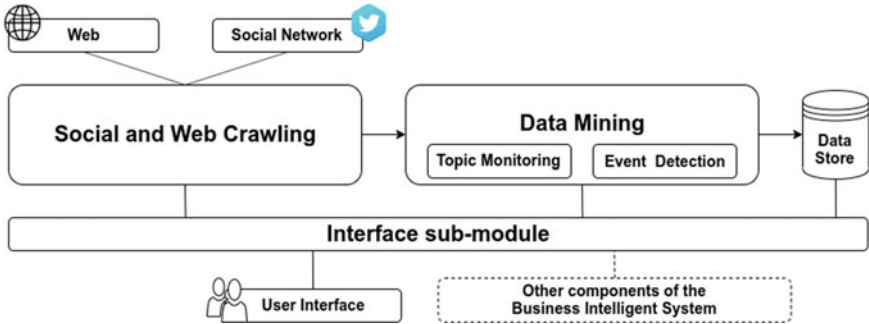 Web
Social Network
Social and Web Crawling
Data Mining
Topic Monitoring
Event Detection
Data
Store
Interface sub-module
User Interface
Other components of the
Business Intelligent System